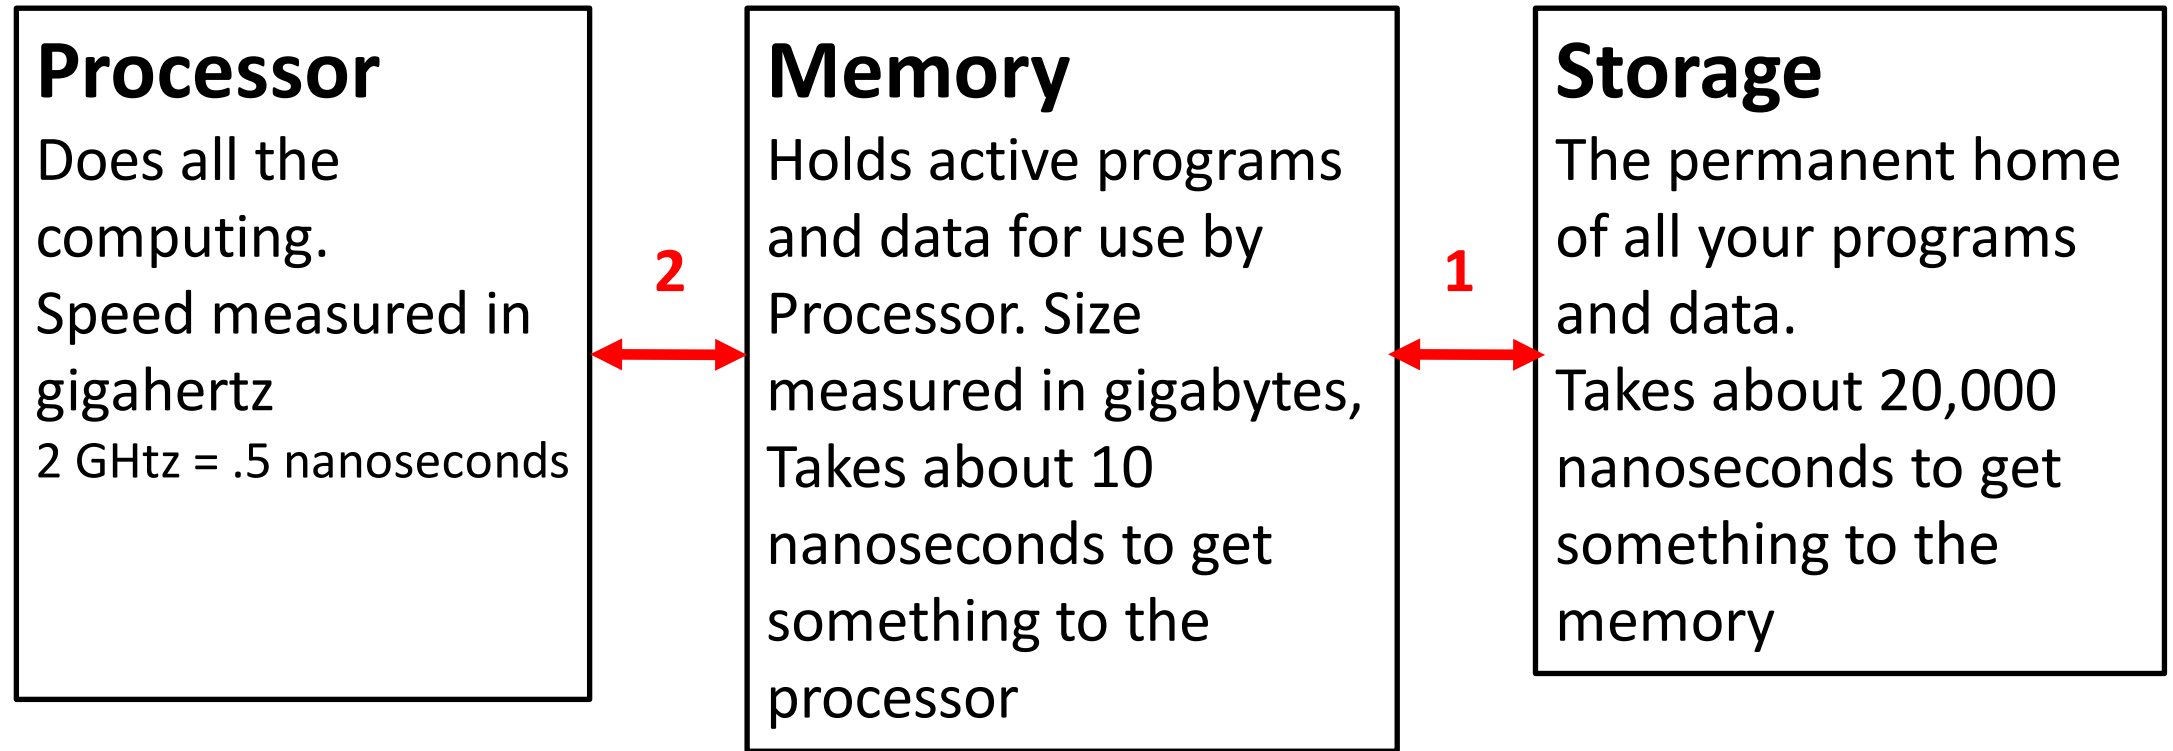 Processor
Does all the
computing.
Speed measured in
gigahertz
2 GHtz = .5 nanoseconds
2
Memory
Holds active programs
and data for use by
Processor. Size
measured in gigabytes,
Takes about 10
nanoseconds to get
something to the
processor
1
Storage
The permanent home
of all your programs
and data.
Takes about 20,000
nanoseconds to get
something to the
memory